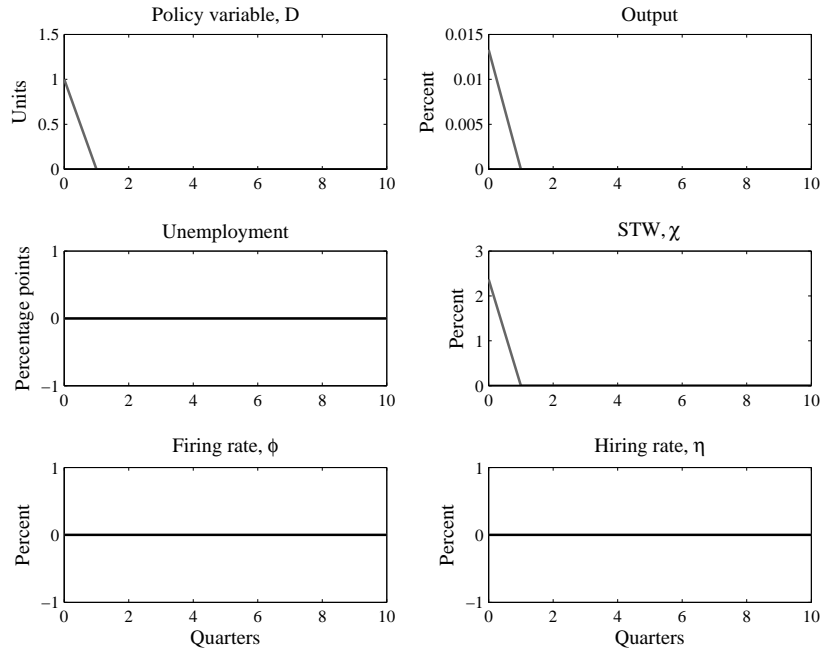 Policy variable, D
Units
1.5
1
0.5
0
0 2 4 6 8 10
Output
Percent
0.015
0.01
0.005
0
0 2 4 6 8 10
Unemployment
Percentage points
1
0
−1
0 2 4 6 8 10
STW, χ
Percent
3
2
1
0
0 2 4 6 8 10
Firing rate, ϕ
Percent
1
0
−1
0 2 4 6 8 10
Quarters
Hiring rate, η
Percent
1
0
−1
0 2 4 6 8 10
Quarters